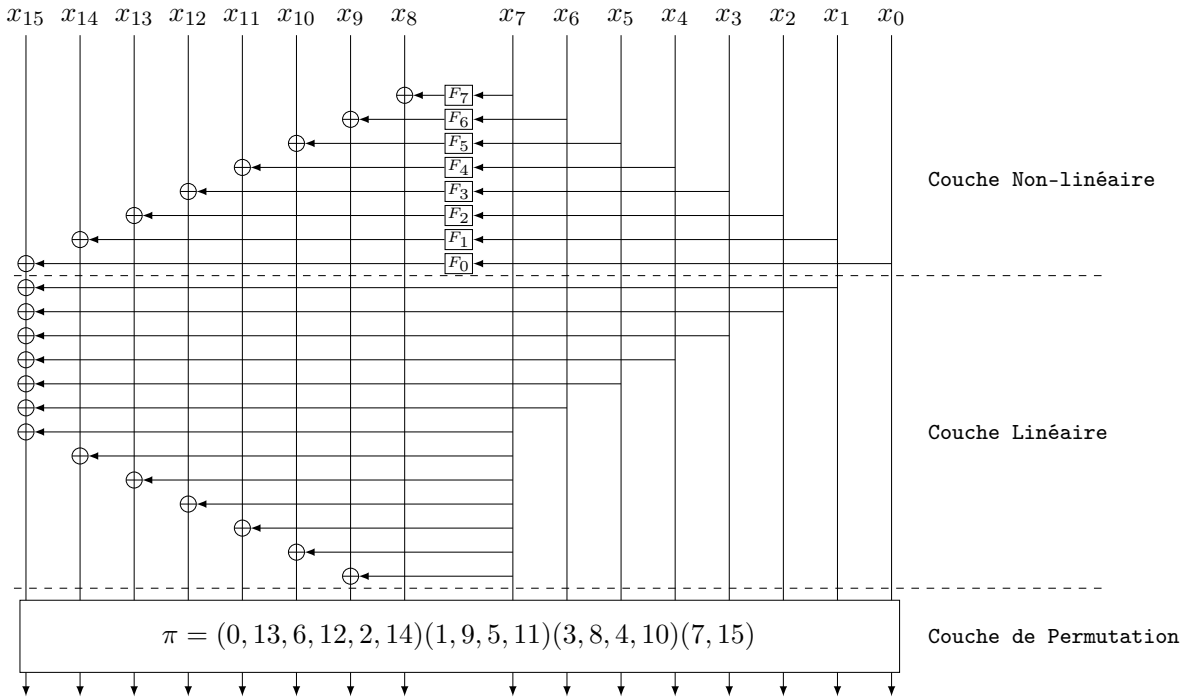 x₁₅ x₁₄ x₁₃ x₁₂ x₁₁ x₁₀ x₉ x₈ x₇ x₆ x₅ x₄ x₃ x₂ x₁ x₀
F₇
F₆
F₅
F₄
F₃
F₂
F₁
F₀
Couche Non-linéaire
Couche Linéaire
π = (0, 13, 6, 12, 2, 14)(1, 9, 5, 11)(3, 8, 4, 10)(7, 15)
Couche de Permutation